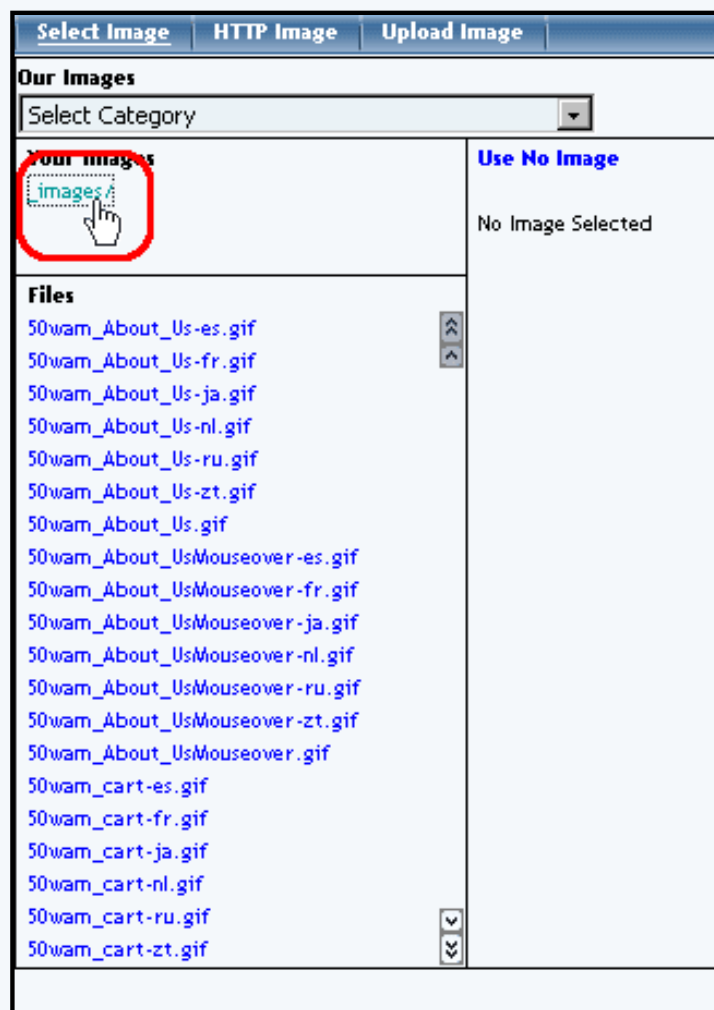 Select Image HTTP Image Upload Image
Our Images
Select Category
Your Images
_images/
Use No Image
No Image Selected
Files
50wam_About_Us-es.gif
50wam_About_Us-fr.gif
50wam_About_Us-ja.gif
50wam_About_Us-nl.gif
50wam_About_Us-ru.gif
50wam_About_Us-zt.gif
50wam_About_Us.gif
50wam_About_UsMouseover-es.gif
50wam_About_UsMouseover-fr.gif
50wam_About_UsMouseover-ja.gif
50wam_About_UsMouseover-nl.gif
50wam_About_UsMouseover-ru.gif
50wam_About_UsMouseover-zt.gif
50wam_About_UsMouseover.gif
50wam_cart-es.gif
50wam_cart-fr.gif
50wam_cart-ja.gif
50wam_cart-nl.gif
50wam_cart-ru.gif
50wam_cart-zt.gif